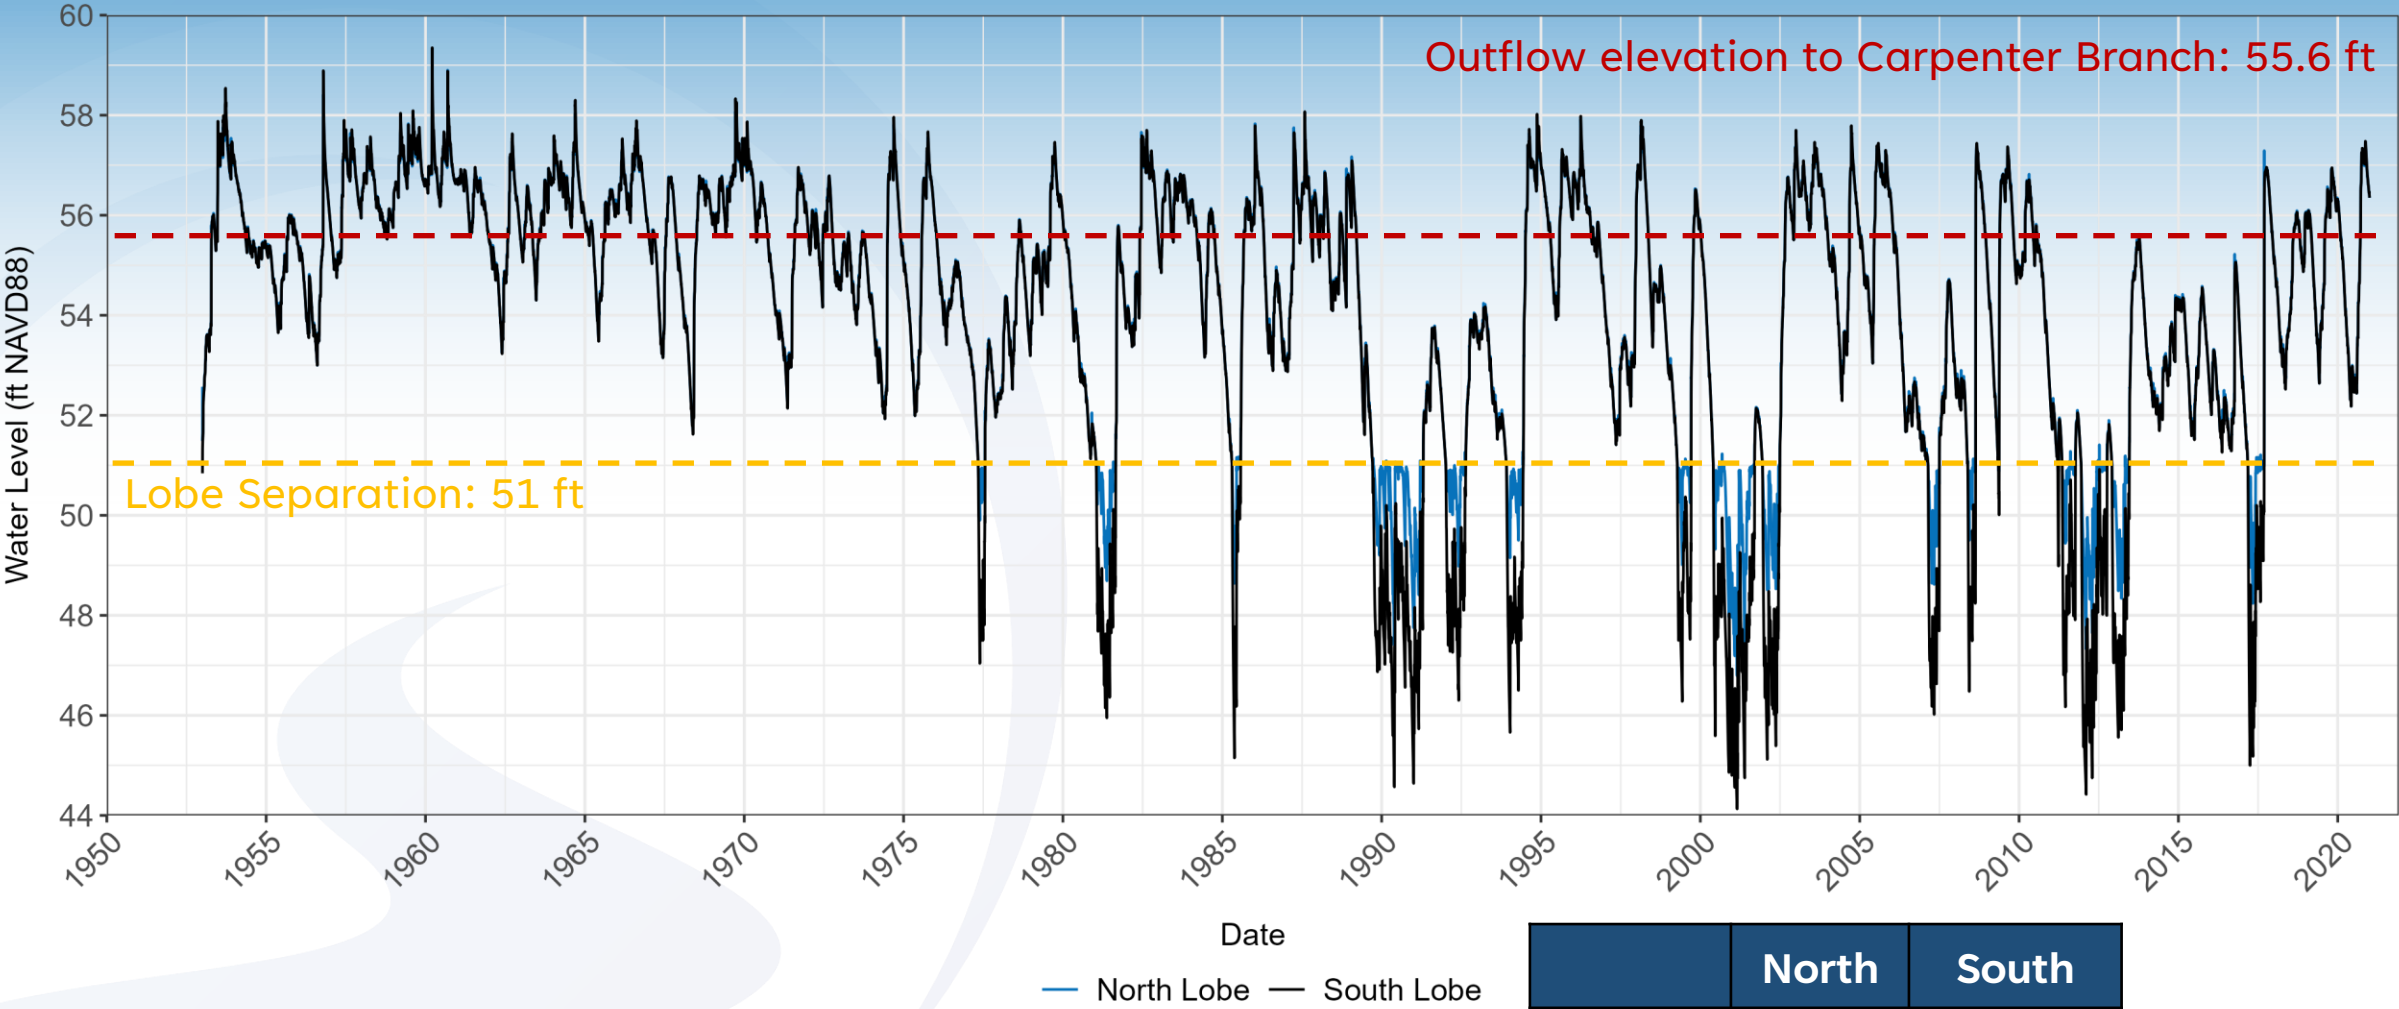 60
Outflow elevation to Carpenter Branch: 55.6 ft
58
56
54
52
Lobe Separation: 51 ft
50
48
46
44
Water Level (ft NAVD88)
1950 1955 1960 1965 1970 1975 1980 1985 1990 1995 2000 2005 2010 2015 2020
Date
North Lobe South Lobe
North South